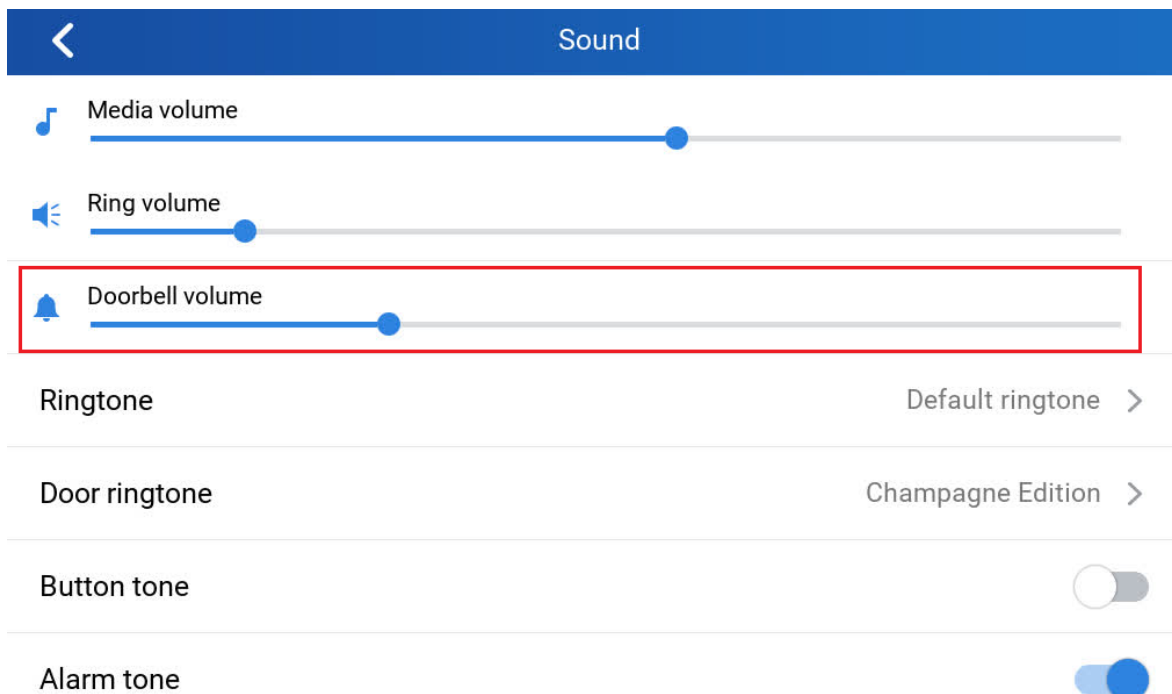 Sound
Media volume
Ring volume
Doorbell volume
Ringtone Default ringtone
Door ringtone Champagne Edition
Button tone
Alarm tone